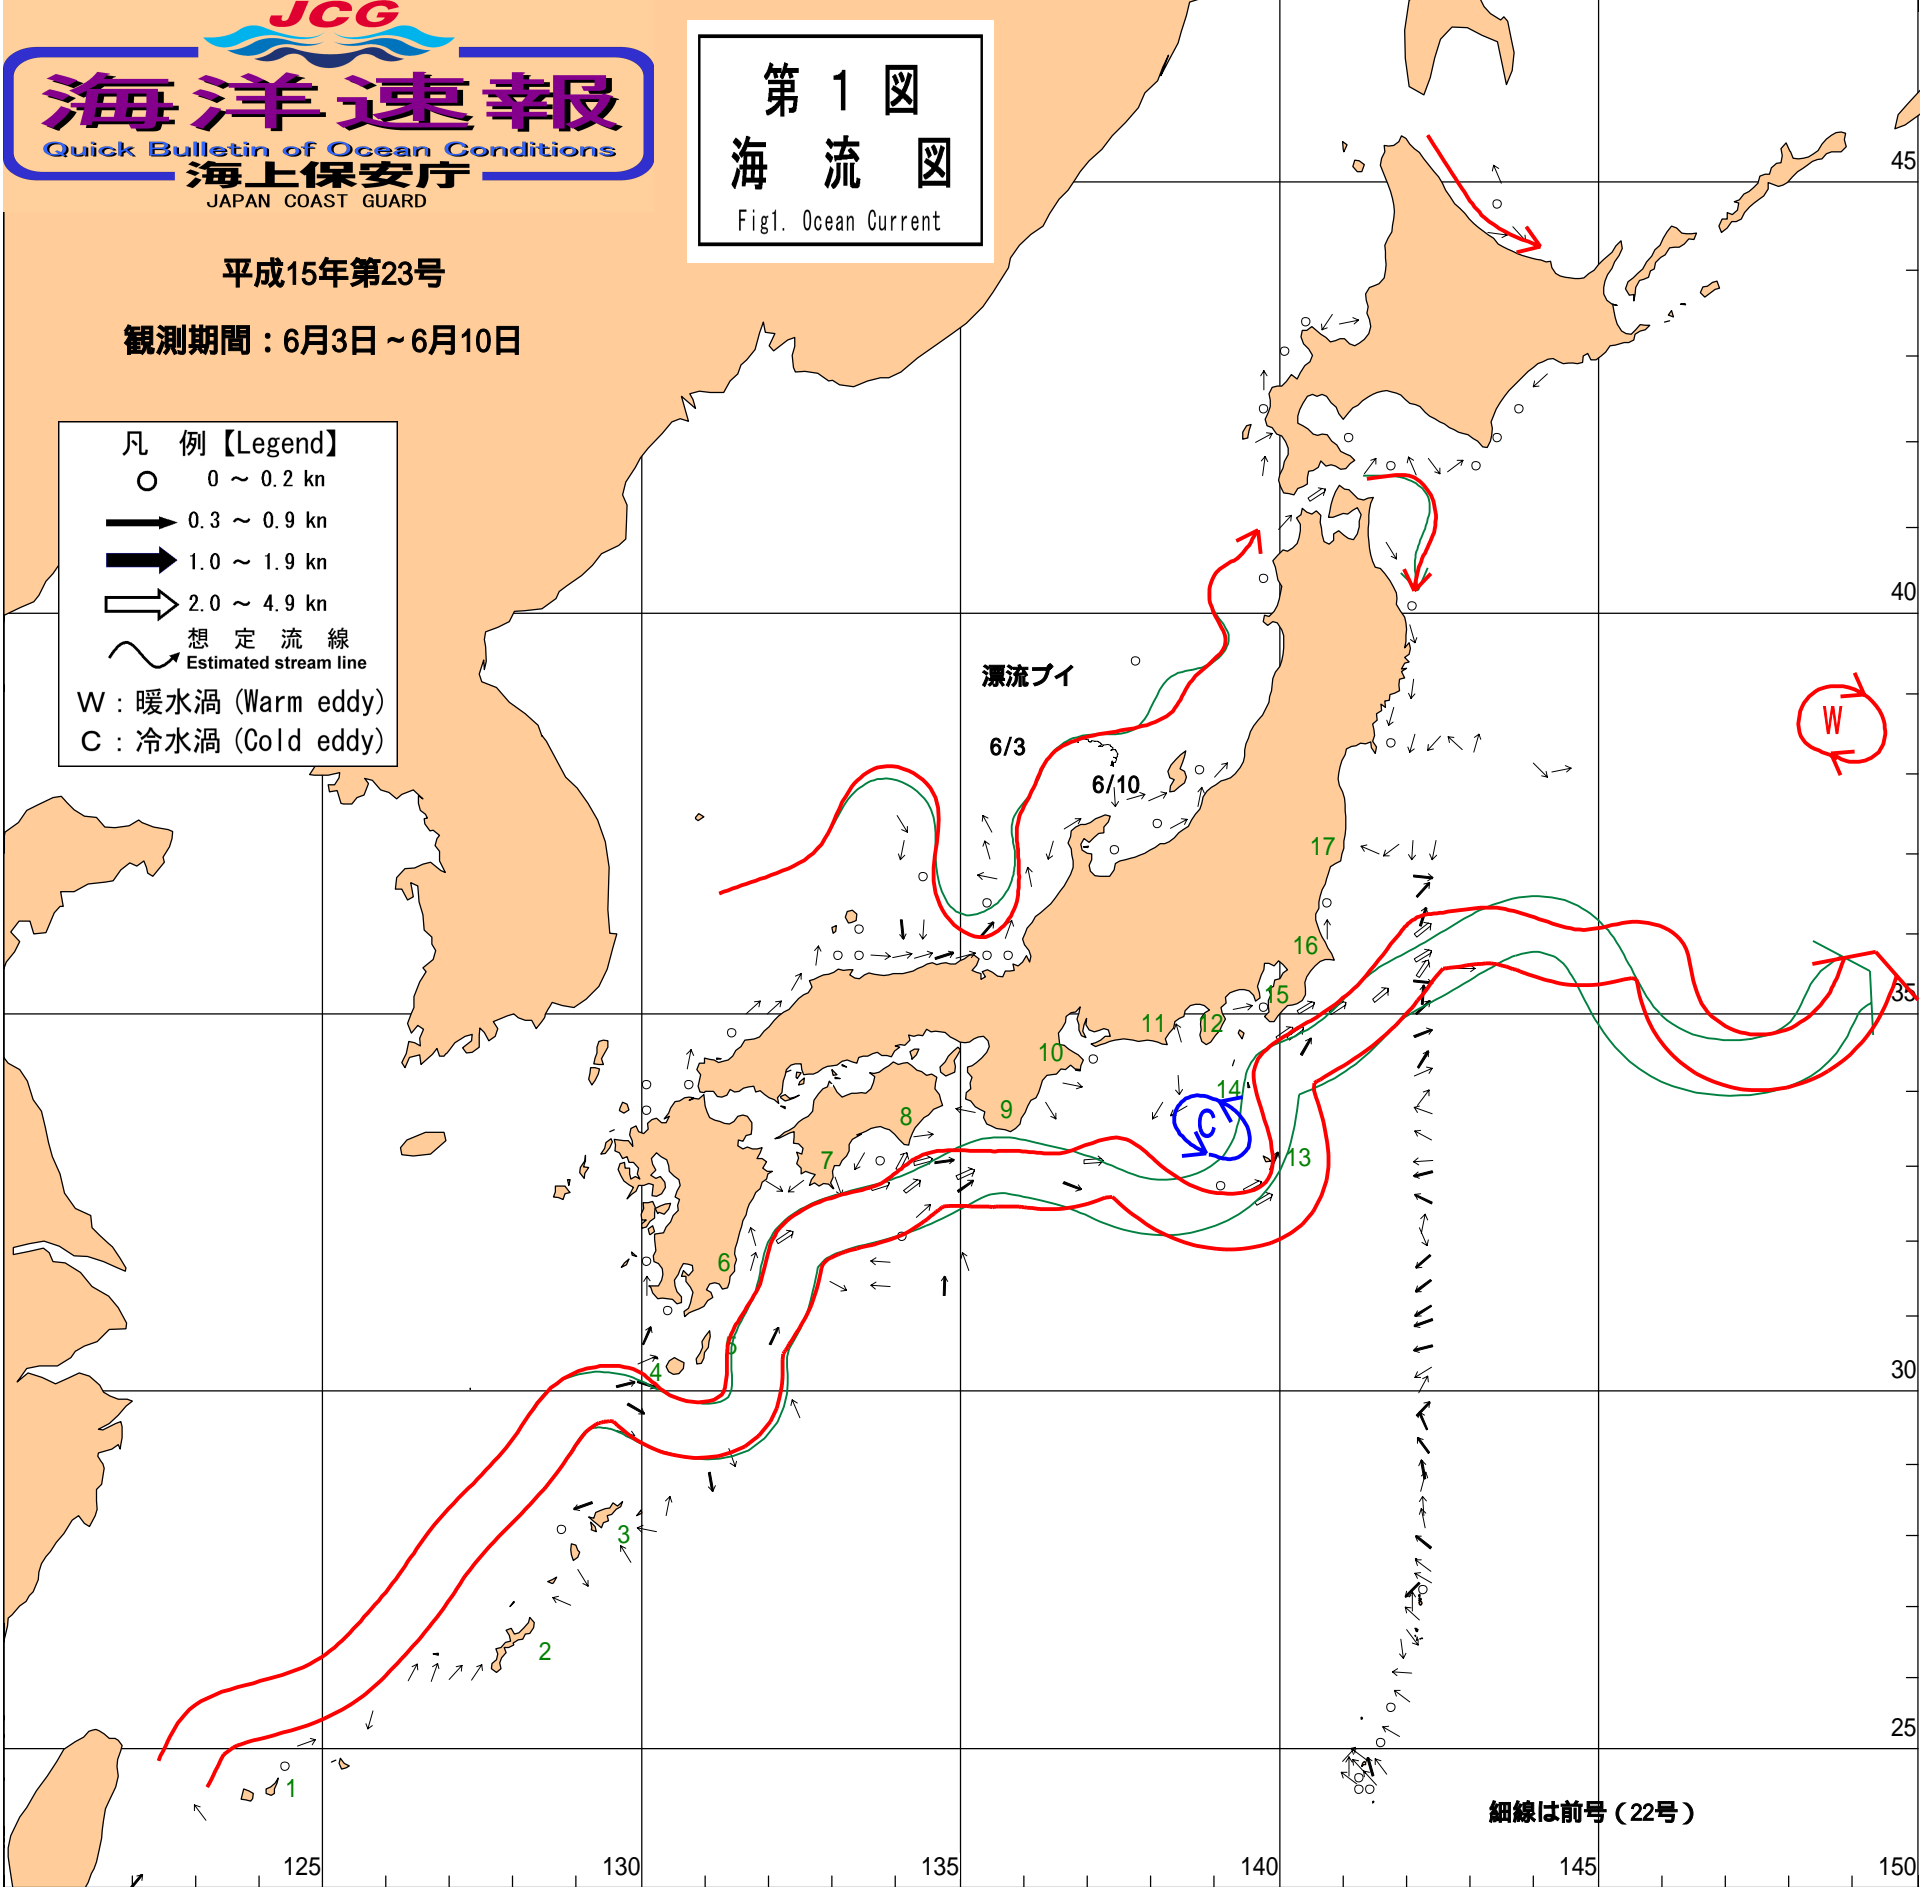 JCG
海洋速報
Quick Bulletin of Ocean Conditions
海上保安庁
JAPAN COAST GUARD
第 1 図
海 流 図
Fig1. Ocean Current
平成15年第23号
観測期間：6月3日～6月10日
凡 例【Legend】
0 ～ 0.2 kn
0.3 ～ 0.9 kn
1.0 ～ 1.9 kn
2.0 ～ 4.9 kn
想 定 流 線
Estimated stream line
W：暖水渦(Warm eddy)
C：冷水渦(Cold eddy)
45
40
漂流ブイ
W
6/3
6/10
17
16
35
15
11
12
10
14
9
8
C
7
13
6
5
4
30
3
2
25
1
細線は前号（22号）
125
130
135
140
145
150